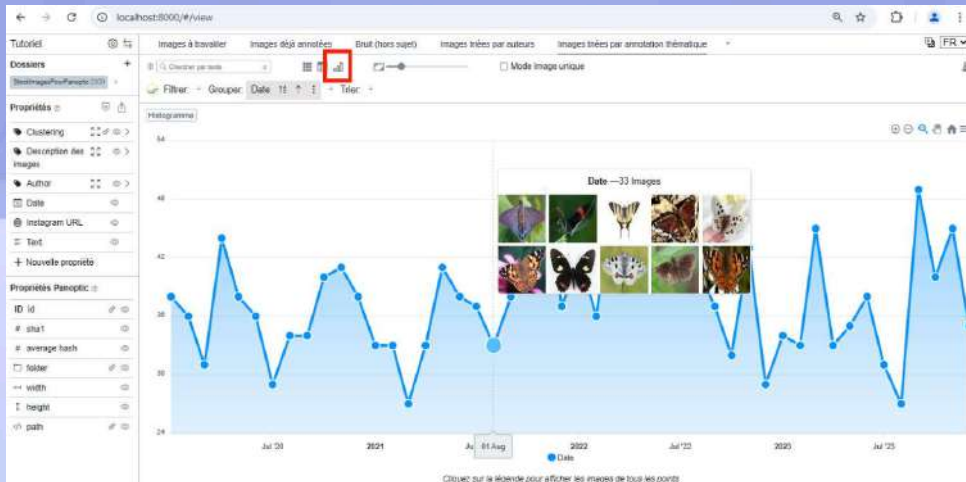 localhost:8000/#/view
Tutoriel
Images à travailler
Images déjà annotées
Bruit (hors sujet)
Images triées par auteurs
Images triées par annotation thématique
FR
Dossiers
Chercher par texte
Mode Image unique
Filtrer
Grouper
Date
Trier
Propriétés
Histogramme
Clustering
Description des images
Author
Date
Instagram URL
Text
Nouvelle propriété
Propriétés Panoptic
ID id
# sha1
# average hash
folder
width
height
path
Date —33 Images
54
48
42
36
30
24
Jul '20
2021
01 Aug
2022
Jul '22
2023
Jul '23
Date
Cliquez sur la légende pour afficher les images de tous les points